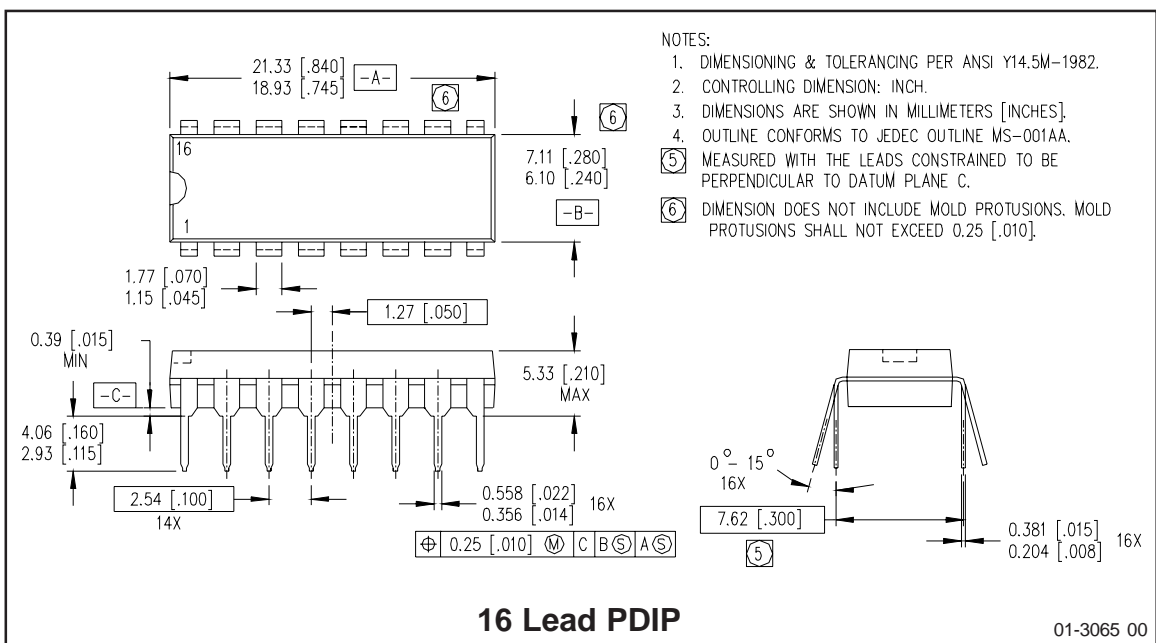 21.33 [.840]
18.93 [.745]
-A-
6
6
16
1
7.11 [.280]
6.10 [.240]
-B-
NOTES:
1. DIMENSIONING & TOLERANCING PER ANSI Y14.5M-1982.
2. CONTROLLING DIMENSION: INCH.
3. DIMENSIONS ARE SHOWN IN MILLIMETERS [INCHES].
4. OUTLINE CONFORMS TO JEDEC OUTLINE MS-001AA.
5 MEASURED WITH THE LEADS CONSTRAINED TO BE
PERPENDICULAR TO DATUM PLANE C.
6 DIMENSION DOES NOT INCLUDE MOLD PROTUSIONS. MOLD
PROTUSIONS SHALL NOT EXCEED 0.25 [.010].
1.77 [.070]
1.15 [.045]
1.27 [.050]
0.39 [.015]
MIN
-C-
5.33 [.210]
MAX
4.06 [.160]
2.93 [.115]
2.54 [.100]
14X
0.558 [.022]
0.356 [.014]
16X
⌖ 0.25 [.010] Ⓜ C B Ⓢ A Ⓢ
0° - 15°
16X
7.62 [.300]
5
0.381 [.015]
0.204 [.008]
16X
16 Lead PDIP
01-3065 00